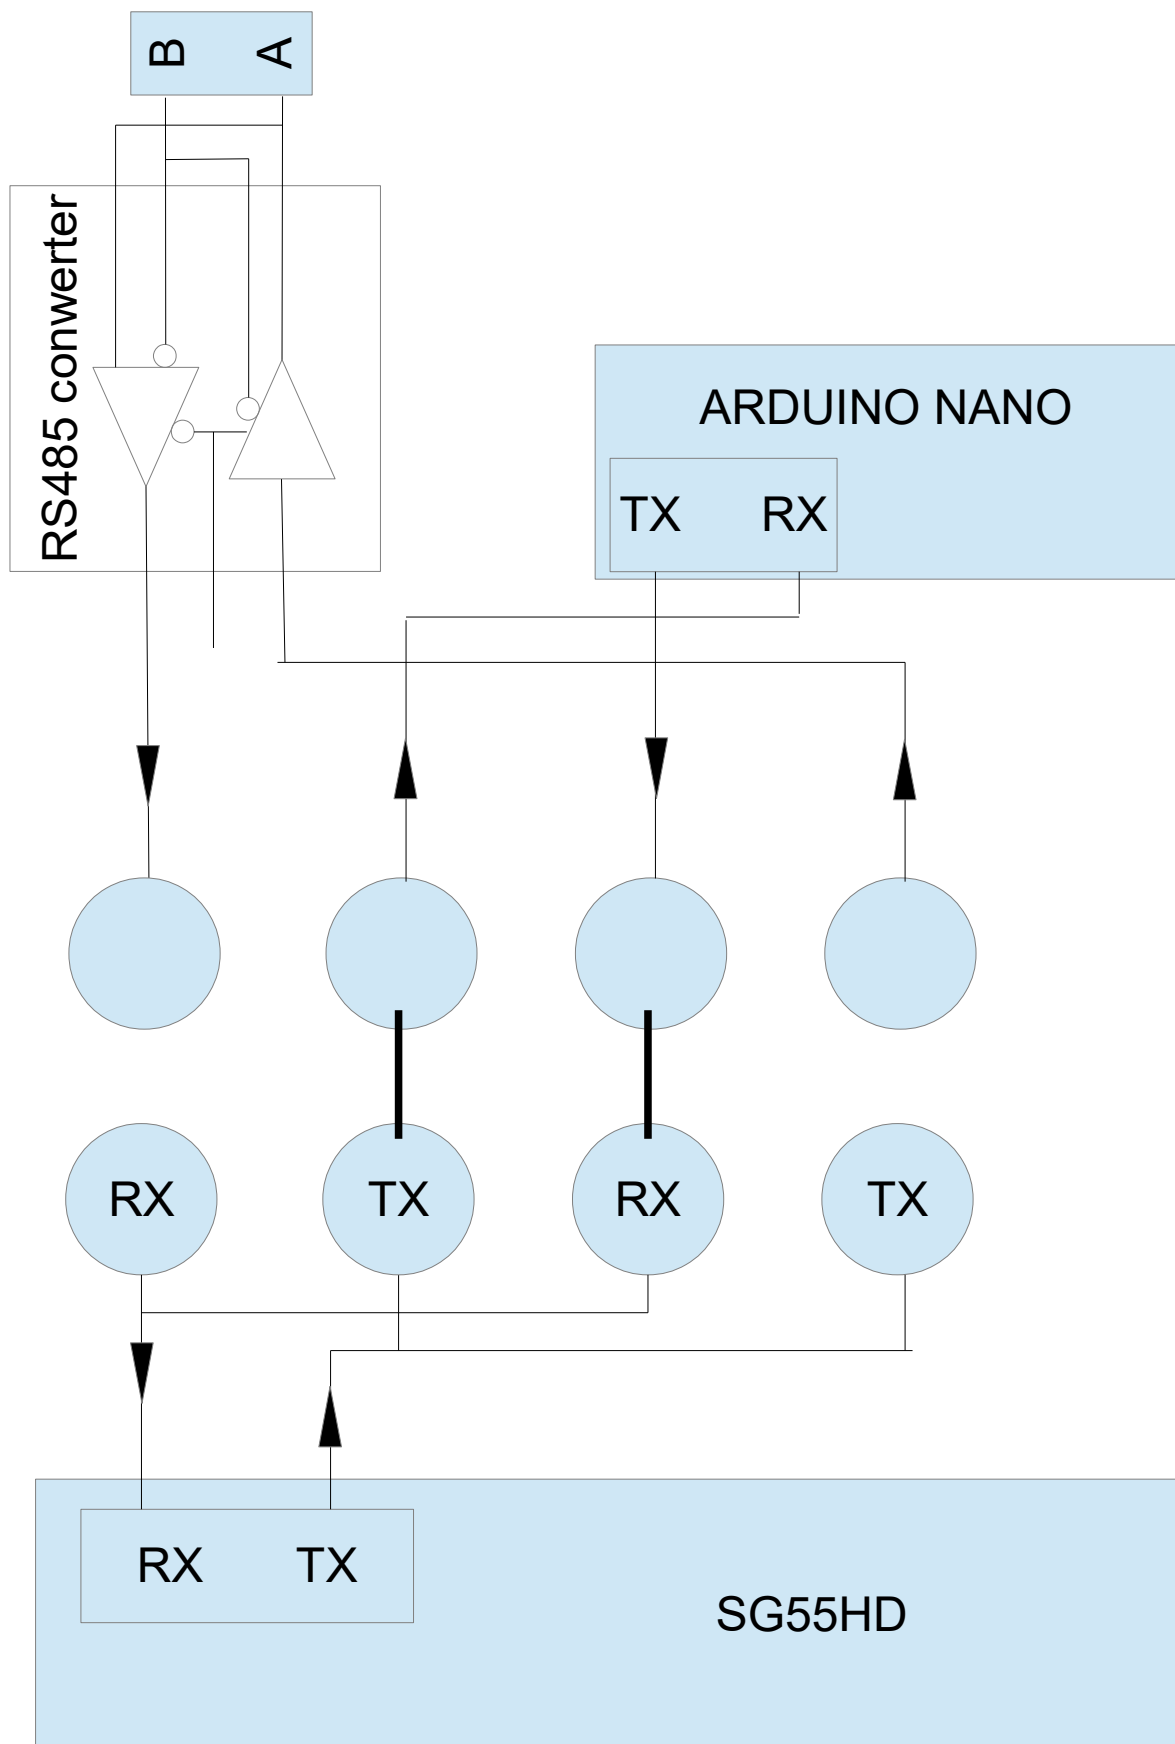 B A
RS485 conwerter
ARDUINO NANO
TX RX
RX TX RX TX
RX TX
SG55HD